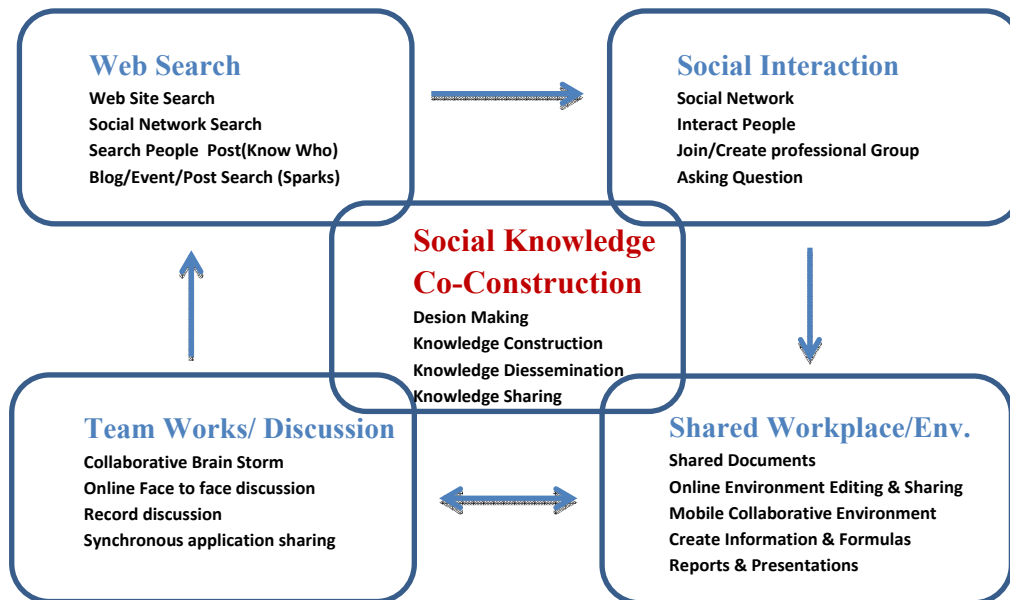 Web Search
Web Site Search
Social Network Search
Search People  Post(Know Who)
Blog/Event/Post Search (Sparks)
Social Interaction
Social Network
Interact People
Join/Create professional Group
Asking Question
Social Knowledge
Co-Construction
Desion Making
Knowledge Construction
Knowledge Diessemination
Knowledge Sharing
Team Works/ Discussion
Collaborative Brain Storm
Online Face to face discussion
Record discussion
Synchronous application sharing
Shared Workplace/Env.
Shared Documents
Online Environment Editing & Sharing
Mobile Collaborative Environment
Create Information & Formulas
Reports & Presentations